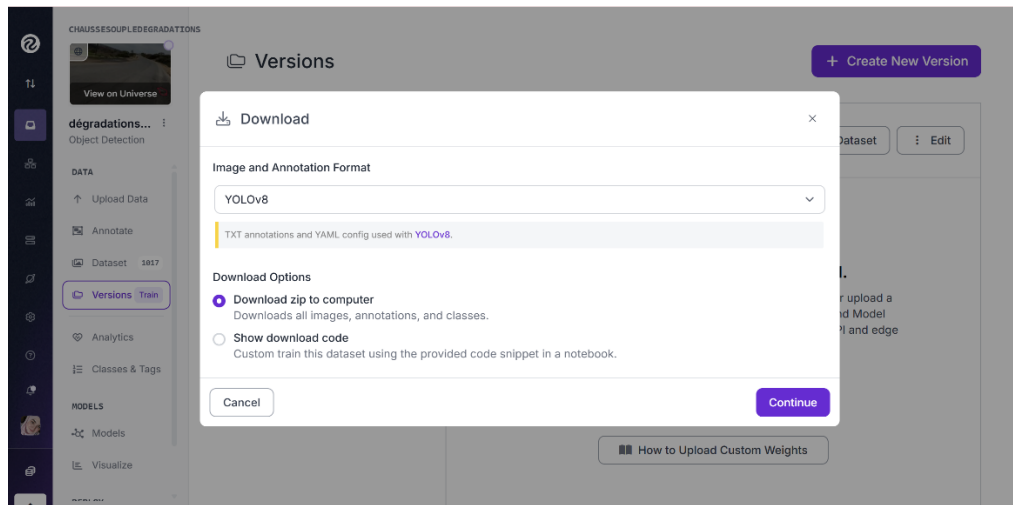 CHAUSSESOUPLEDEGRADATIONS
View on Universe
dégradations...
Object Detection
DATA
Upload Data
Annotate
Dataset 1017
Versions Train
Analytics
Classes & Tags
MODELS
Models
Visualize
Versions
+ Create New Version
Dataset
Edit
Download
Image and Annotation Format
YOLOv8
TXT annotations and YAML config used with YOLOv8.
Download Options
Download zip to computer
Downloads all images, annotations, and classes.
Show download code
Custom train this dataset using the provided code snippet in a notebook.
Cancel
Continue
r upload a
nd Model
PI and edge
How to Upload Custom Weights